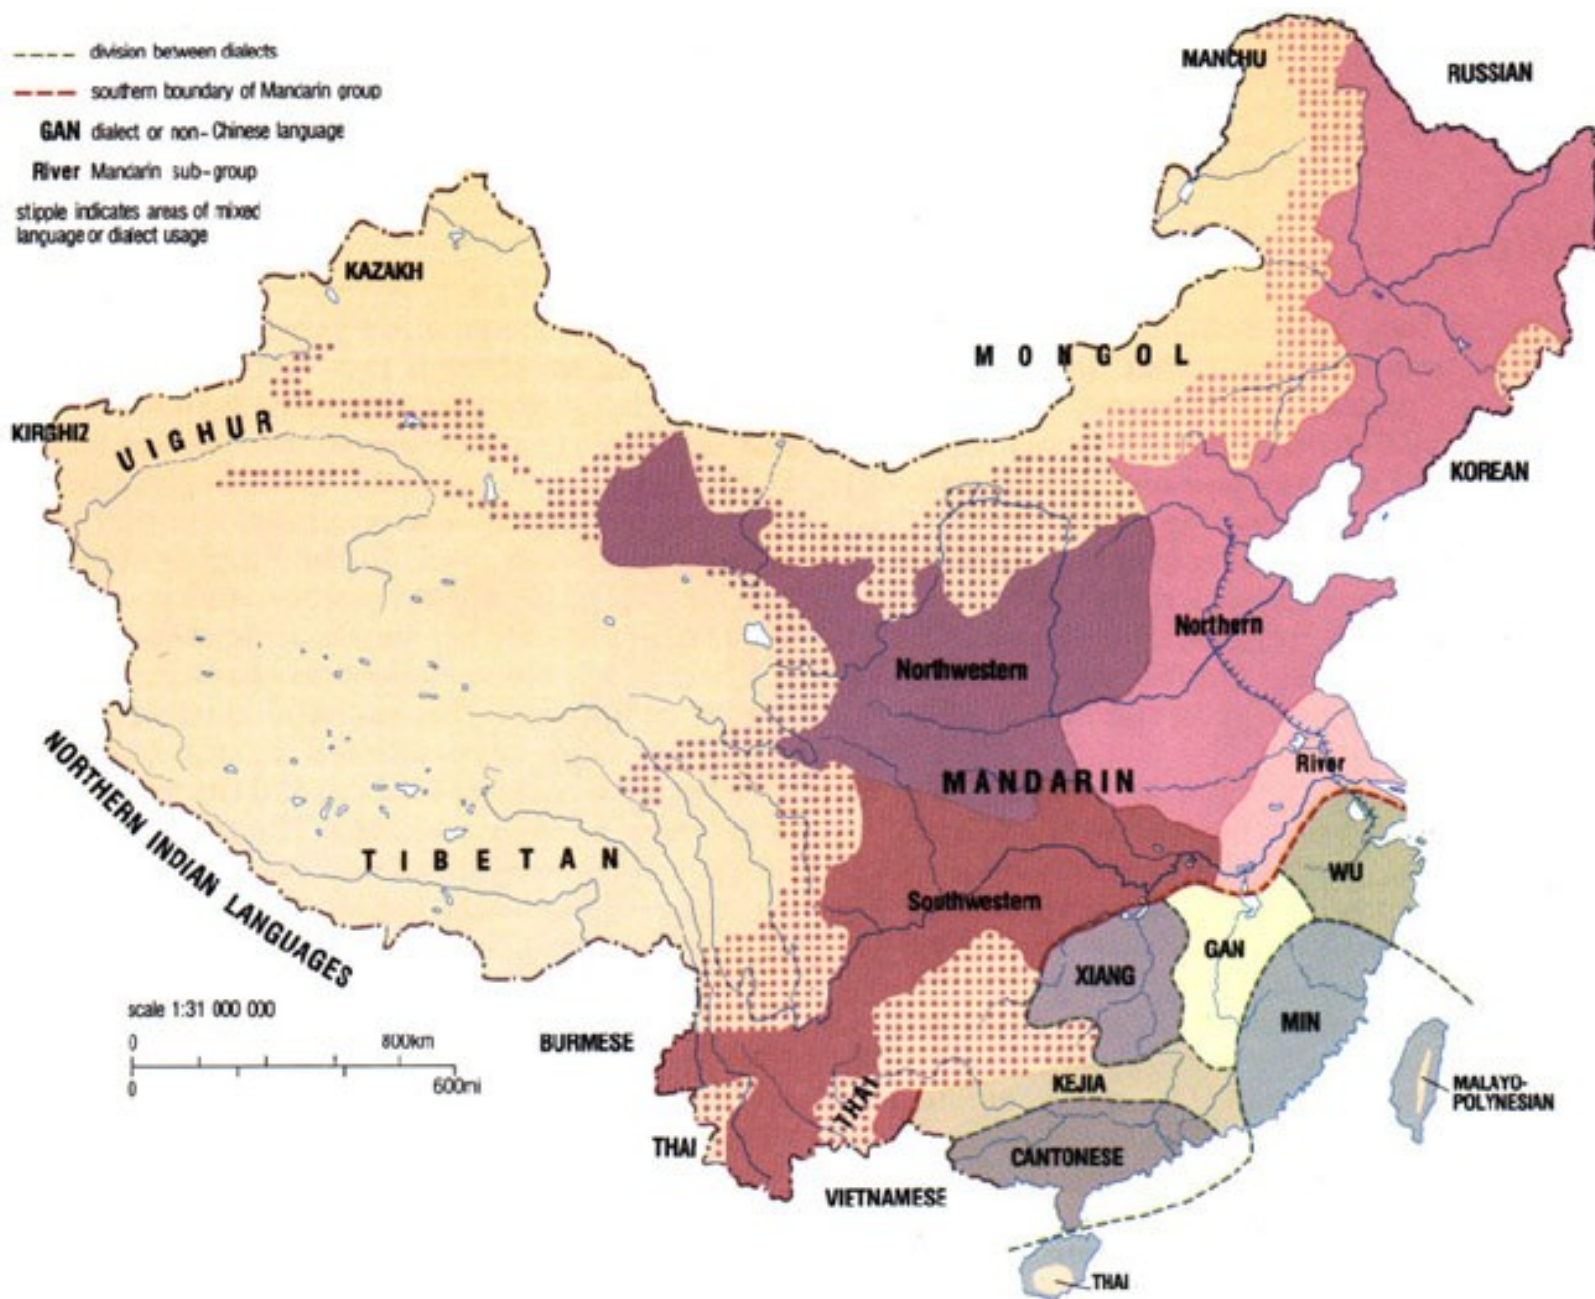 division between dialects
southern boundary of Mandarin group
GAN dialect or non-Chinese language
River Mandarin sub-group
stipple indicates areas of mixed
language or dialect usage
MANCHU
RUSSIAN
KAZAKH
MONGOL
KIRGHIZ
UIGHUR
KOREAN
Northern
Northwestern
NORTHERN INDIAN LANGUAGES
MANDARIN
River
TIBETAN
WU
Southwestern
GAN
XIANG
scale 1:31 000 000
MIN
0 800km
BURMESE
0 600mi
KEJIA
THAI
MALAYO-
POLYNESIAN
THAI
CANTONESE
VIETNAMESE
THAI